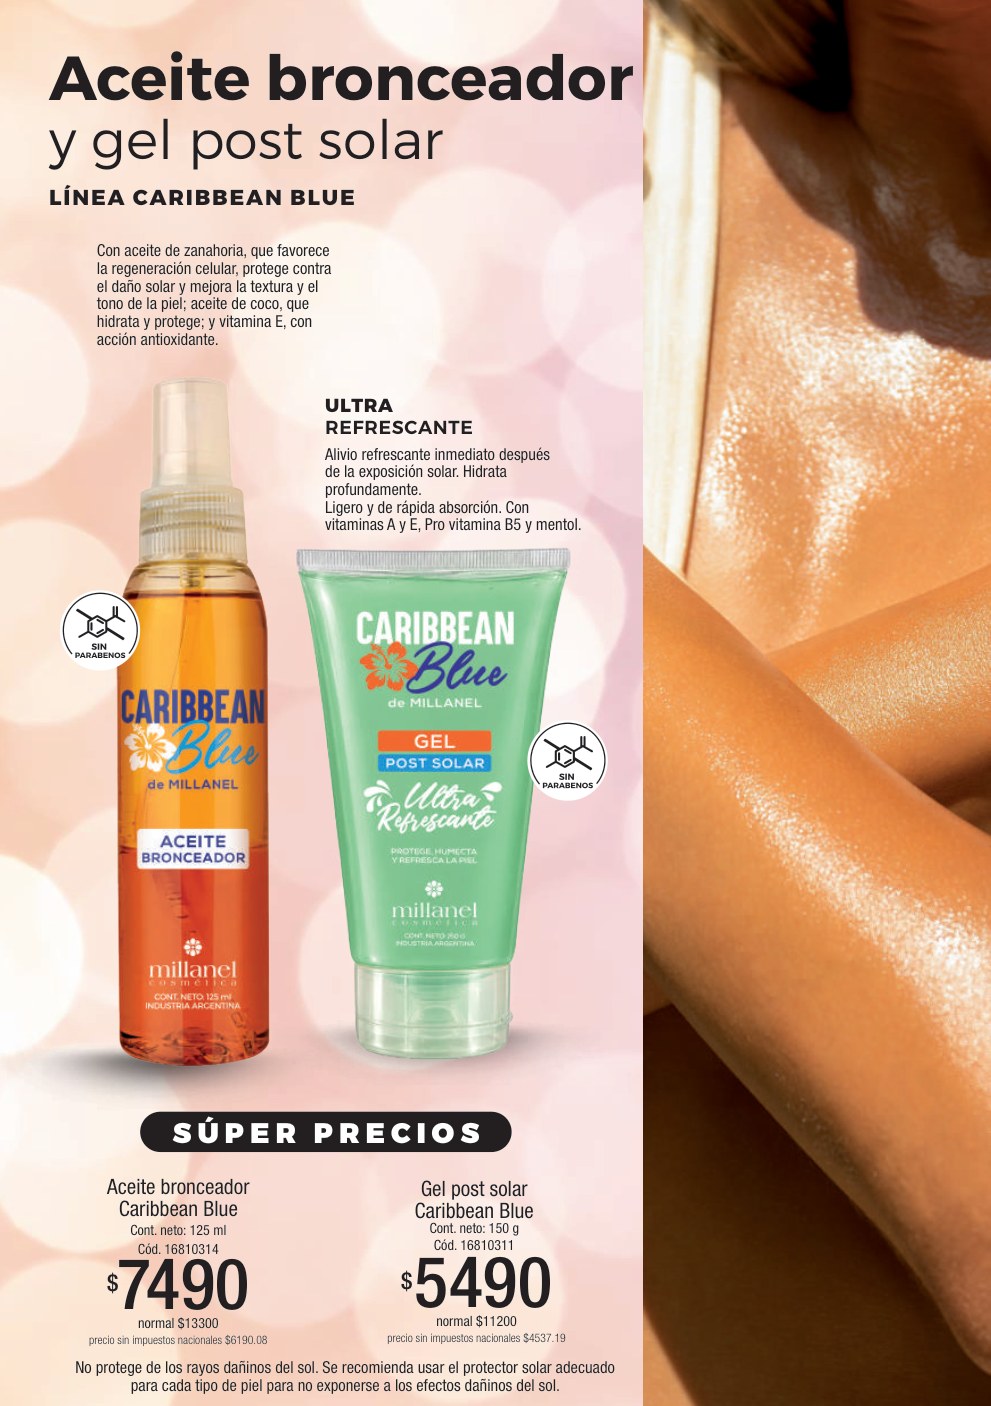 Aceite bronceador
y gel post solar
LÍNEA CARIBBEAN BLUE
Con aceite de zanahoria, que favorece
la regeneración celular, protege contra
el daño solar y mejora la textura y el
tono de la piel; aceite de coco, que
hidrata y protege; y vitamina E, con
acción antioxidante.
ULTRA
REFRESCANTE
Alivio refrescante inmediato después
de la exposición solar. Hidrata
profundamente.
Ligero y de rápida absorción. Con
vitaminas A y E, Pro vitamina B5 y mentol.
SIN
PARABENOS
CARIBBEAN
Blue
de MILLANEL
ACEITE
BRONCEADOR
millanel
cosmética
CONT. NETO: 125 ml
INDUSTRIA ARGENTINA
CARIBBEAN
Blue
de MILLANEL
GEL
POST SOLAR
Ultra
Refrescante
PROTEGE, HUMECTA
Y REFRESCA LA PIEL
millanel
cosmética
CONT. NETO:
INDUSTRIA ARGENTINA
SIN
PARABENOS
SÚPER PRECIOS
Aceite bronceador
Caribbean Blue
Cont. neto: 125 ml
Cód. 16810314
$7490
normal $13300
precio sin impuestos nacionales $6190.08
Gel post solar
Caribbean Blue
Cont. neto: 150 g
Cód. 16810311
$5490
normal $11200
precio sin impuestos nacionales $4537.19
No protege de los rayos dañinos del sol. Se recomienda usar el protector solar adecuado
para cada tipo de piel para no exponerse a los efectos dañinos del sol.